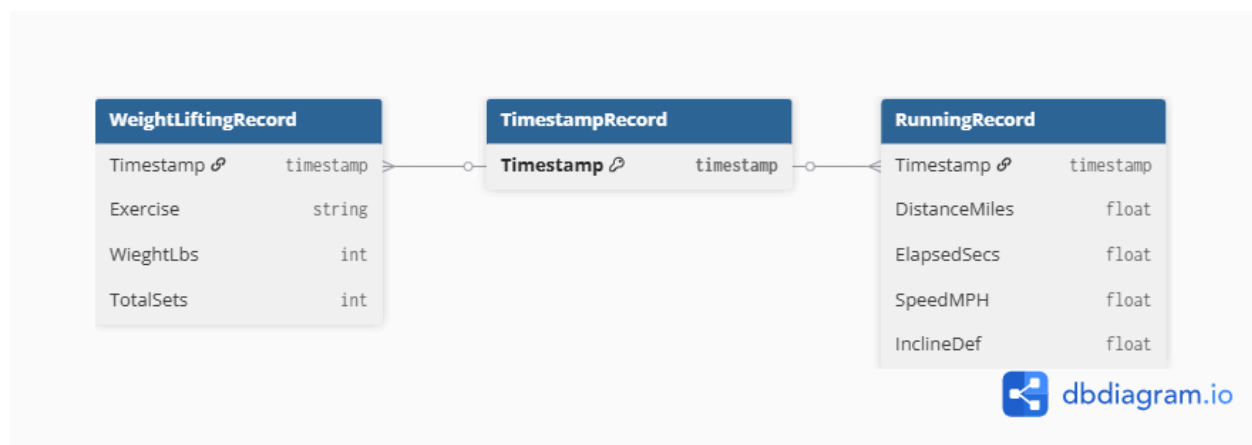 WeightLiftingRecord
Timestamp timestamp
Exercise string
WieghtLbs int
TotalSets int
TimestampRecord
Timestamp timestamp
RunningRecord
Timestamp timestamp
DistanceMiles float
ElapsedSecs float
SpeedMPH float
InclineDef float
dbdiagram.io